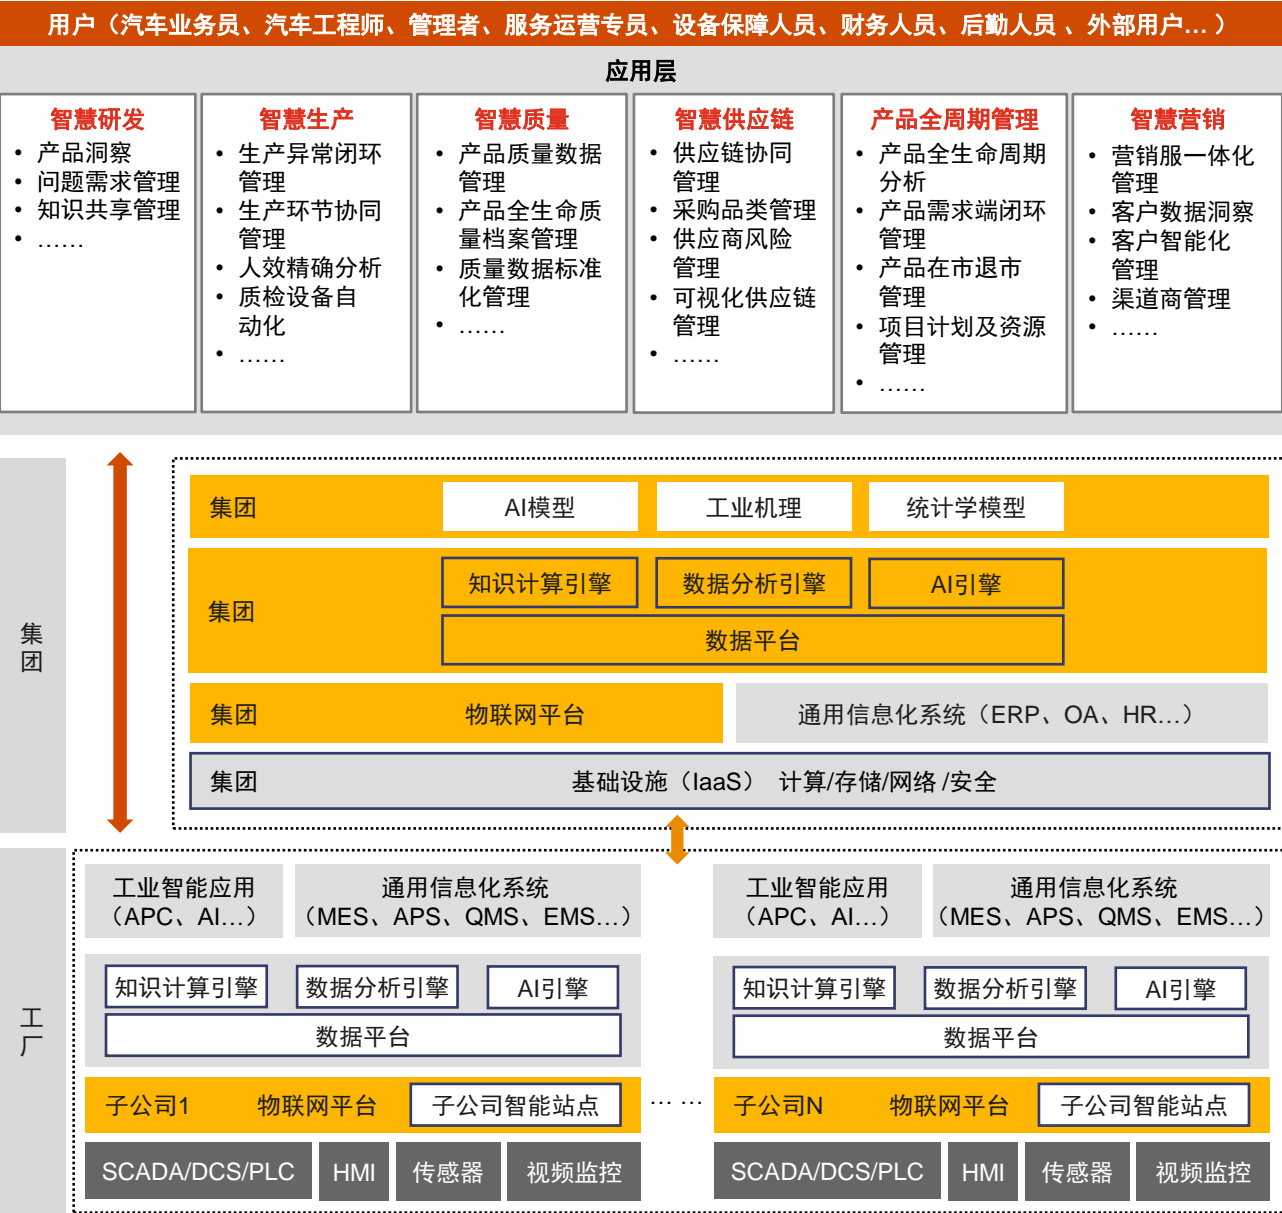 用户（汽车业务员、汽车工程师、管理者、服务运营专员、设备保障人员、财务人员、后勤人员 、外部用户… ）
应用层
智慧研发
• 产品洞察
• 问题需求管理
• 知识共享管理
• ……
智慧生产
• 生产异常闭环
管理
• 生产环节协同
管理
• 人效精确分析
• 质检设备自
动化
• ……
智慧质量
• 产品质量数据
管理
• 产品全生命质
量档案管理
• 质量数据标准
化管理
• ……
智慧供应链
• 供应链协同
管理
• 采购品类管理
• 供应商风险
管理
• 可视化供应链
管理
• ……
产品全周期管理
• 产品全生命周期
分析
• 产品需求端闭环
管理
• 产品在市退市
管理
• 项目计划及资源
管理
• ……
智慧营销
• 营销服一体化
管理
• 客户数据洞察
• 客户智能化
管理
• 渠道商管理
• ……
集
团
集团 AI模型 工业机理 统计学模型
集团
知识计算引擎 数据分析引擎 AI引擎
数据平台
集团 物联网平台 通用信息化系统（ERP、OA、HR…）
集团 基础设施（IaaS） 计算/存储/网络 /安全
工
厂
工业智能应用
（APC、AI…）
通用信息化系统
（MES、APS、QMS、EMS…）
知识计算引擎 数据分析引擎 AI引擎
数据平台
子公司1 物联网平台 子公司智能站点
SCADA/DCS/PLC HMI 传感器 视频监控
… …
工业智能应用
（APC、AI…）
通用信息化系统
（MES、APS、QMS、EMS…）
知识计算引擎 数据分析引擎 AI引擎
数据平台
子公司N 物联网平台 子公司智能站点
SCADA/DCS/PLC HMI 传感器 视频监控